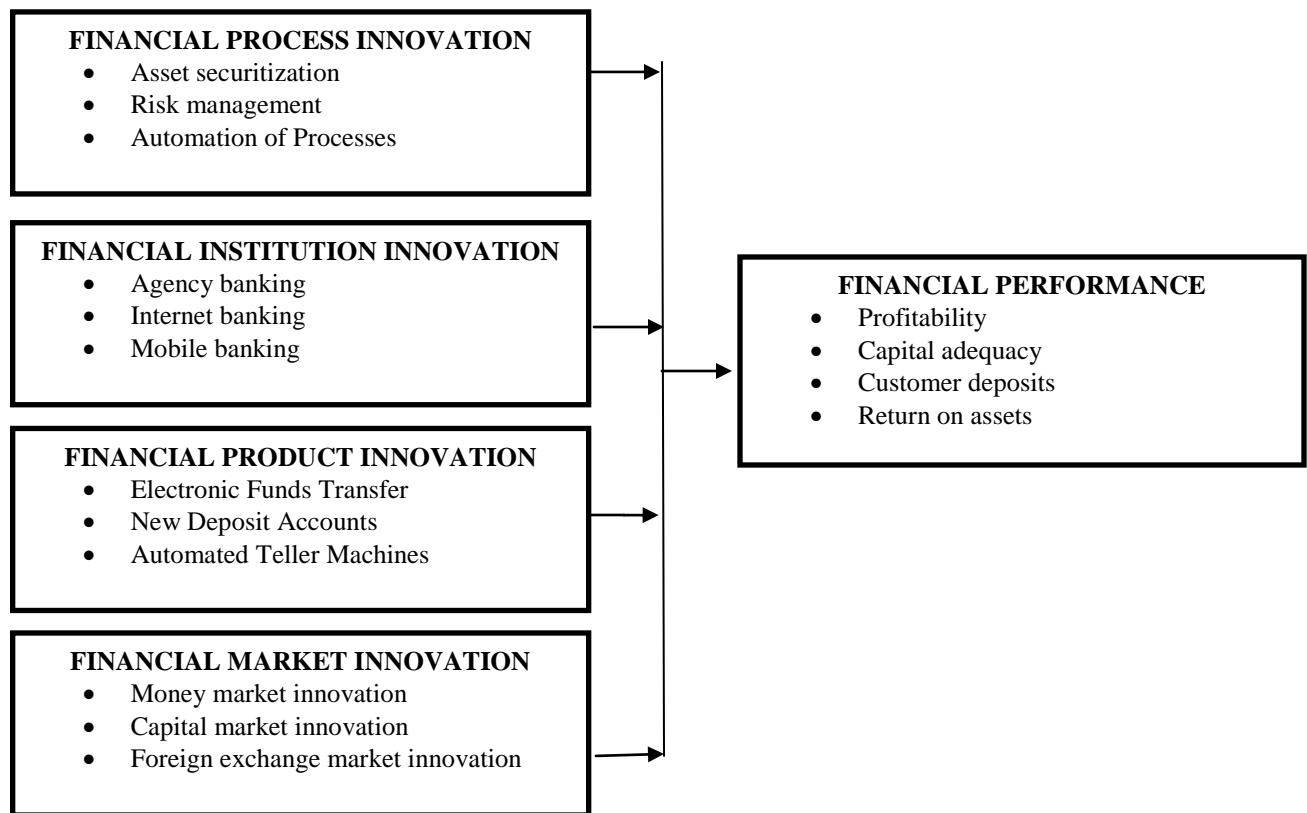 FINANCIAL PROCESS INNOVATION
• Asset securitization
• Risk management
• Automation of Processes
FINANCIAL INSTITUTION INNOVATION
• Agency banking
• Internet banking
• Mobile banking
FINANCIAL PRODUCT INNOVATION
• Electronic Funds Transfer
• New Deposit Accounts
• Automated Teller Machines
FINANCIAL MARKET INNOVATION
• Money market innovation
• Capital market innovation
• Foreign exchange market innovation
FINANCIAL PERFORMANCE
• Profitability
• Capital adequacy
• Customer deposits
• Return on assets